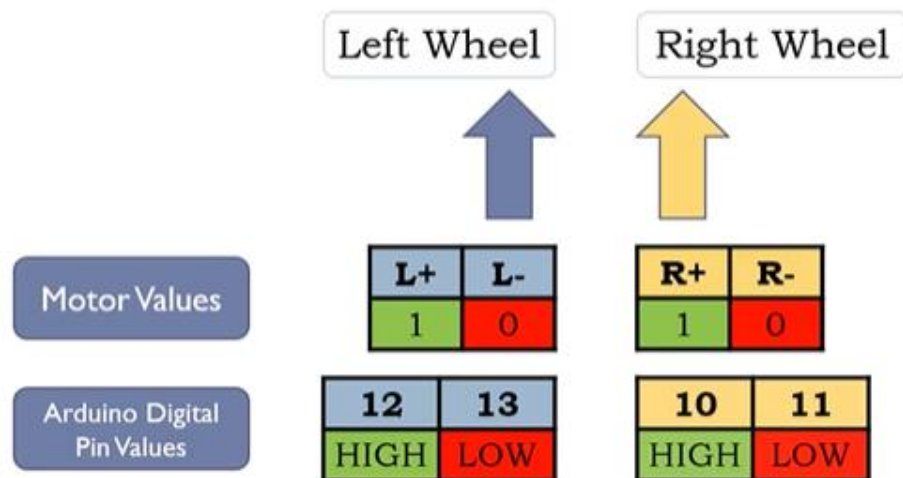 Left Wheel Right Wheel
Motor Values
L+ L- R+ R-
1 0 1 0
Arduino Digital
Pin Values
12 13 10 11
HIGH LOW HIGH LOW